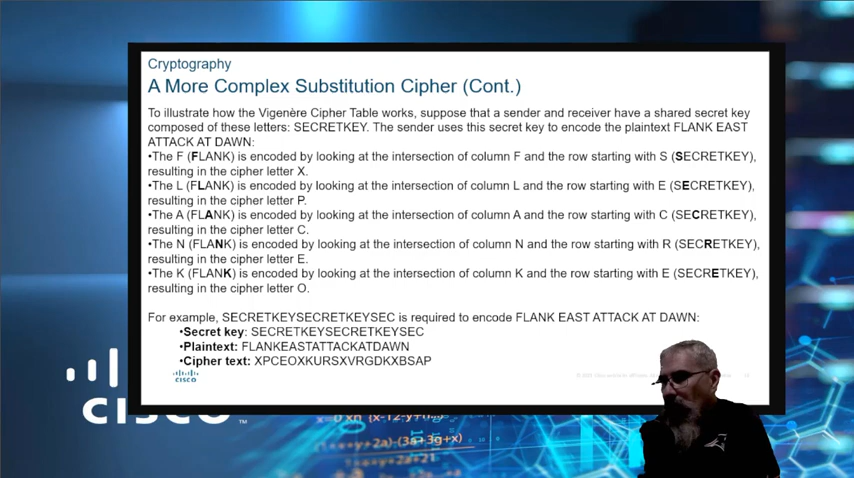 Cryptography
A More Complex Substitution Cipher (Cont.)
To illustrate how the Vigenère Cipher Table works, suppose that a sender and receiver have a shared secret key
composed of these letters: SECRETKEY. The sender uses this secret key to encode the plaintext FLANK EAST
ATTACK AT DAWN:
•The F (FLANK) is encoded by looking at the intersection of column F and the row starting with S (SECRETKEY),
resulting in the cipher letter X.
•The L (FLANK) is encoded by looking at the intersection of column L and the row starting with E (SECRETKEY),
resulting in the cipher letter P.
•The A (FLANK) is encoded by looking at the intersection of column A and the row starting with C (SECRETKEY),
resulting in the cipher letter C.
•The N (FLANK) is encoded by looking at the intersection of column N and the row starting with R (SECRETKEY),
resulting in the cipher letter E.
•The K (FLANK) is encoded by looking at the intersection of column K and the row starting with E (SECRETKEY),
resulting in the cipher letter O.
For example, SECRETKEYSECRETKEYSEC is required to encode FLANK EAST ATTACK AT DAWN:
•Secret key: SECRETKEYSECRETKEYSEC
•Plaintext: FLANKEASTATTACKATDAWN
•Cipher text: XPCEOXKURSXVRGDKXBSAP
CISCO
CISCO